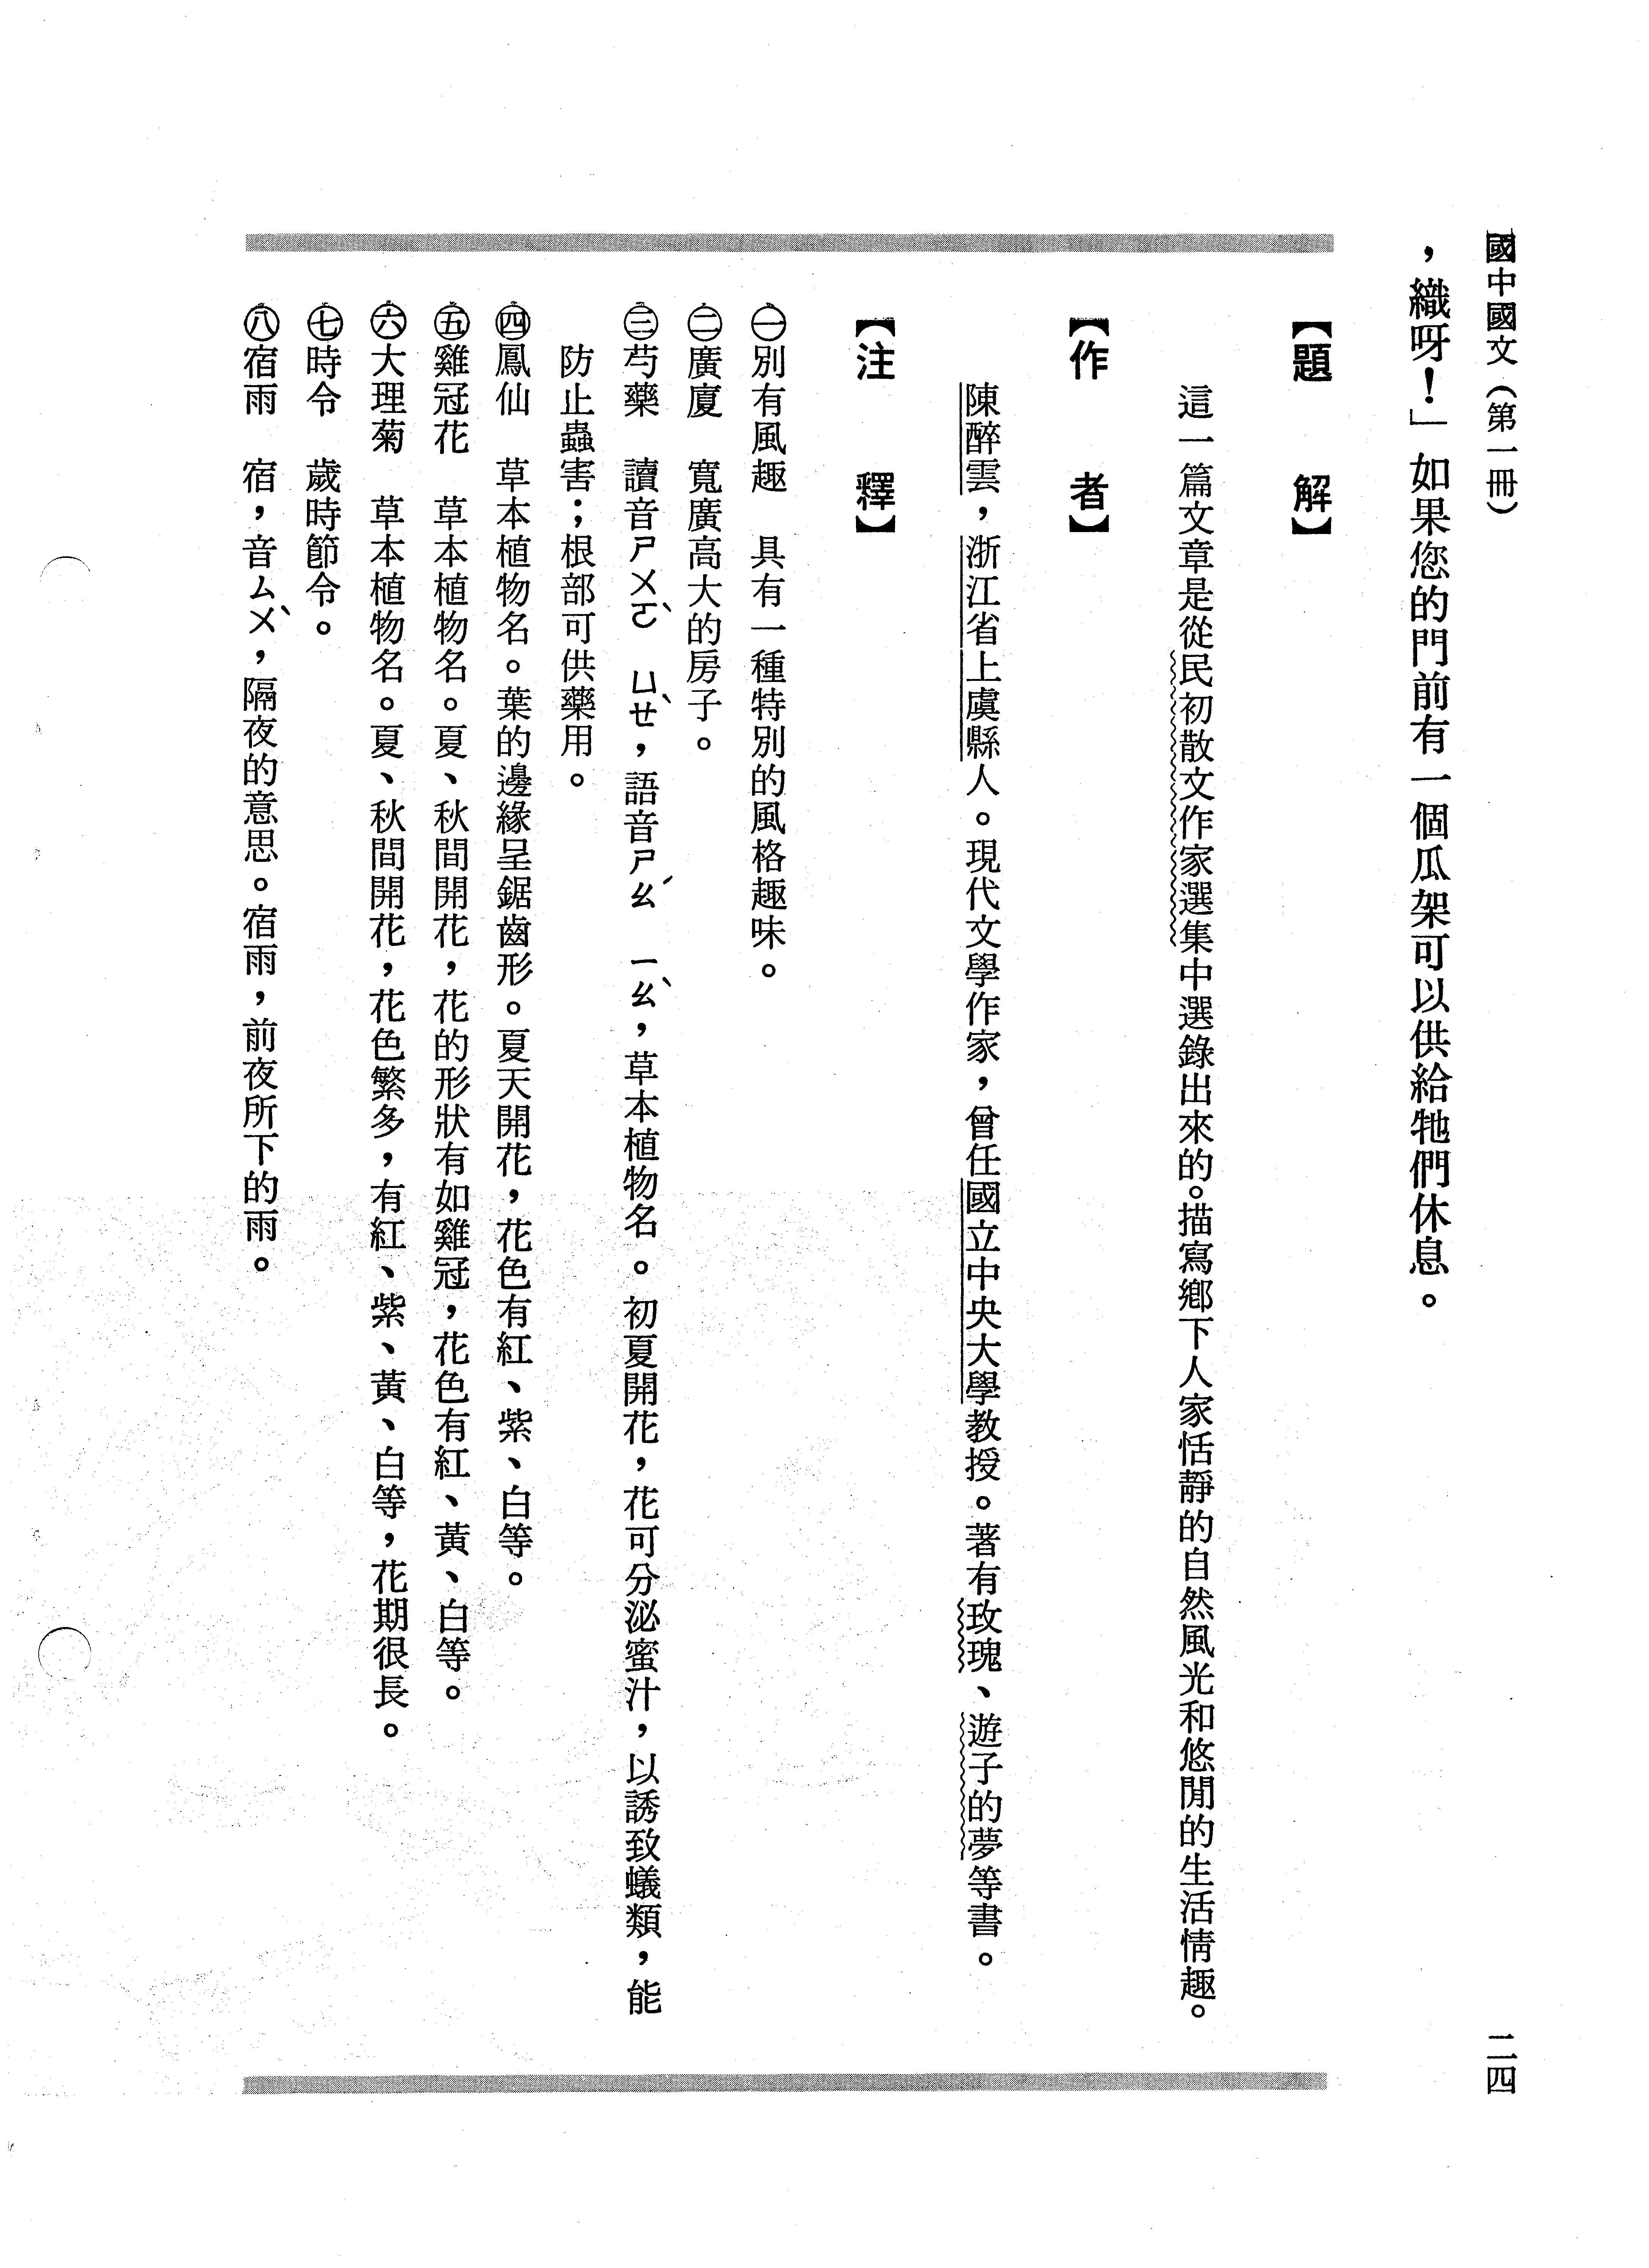 國中國文（第一冊）
二四
，織呀！」如果您的門前有一個瓜架可以供給牠們休息。
【題　解】
這一篇文章是從民初散文作家選集中選錄出來的。描寫鄉下人家恬靜的自然風光和悠閒的生活情趣。
【作　者】
陳醉雲，浙江省上虞縣人。現代文學作家，曾任國立中央大學教授。著有玫瑰、遊子的夢等書。
【注　釋】
㊀別有風趣　具有一種特別的風格趣味。
㊁廣廈　寬廣高大的房子。
㊂芍藥　讀音ㄕㄨㄛˋ　ㄩㄝˋ，語音ㄕㄠˊ　ㄧㄠˋ，草本植物名。初夏開花，花可分泌蜜汁，以誘致蟻類，能
防止蟲害；根部可供藥用。
㊃鳳仙　草本植物名。葉的邊緣呈鋸齒形。夏天開花，花色有紅、紫、白等。
㊄雞冠花　草本植物名。夏、秋間開花，花的形狀有如雞冠，花色有紅、黃、白等。
㊅大理菊　草本植物名。夏、秋間開花，花色繁多，有紅、紫、黃、白等，花期很長。
㊆時令　歲時節令。
㊇宿雨　宿，音ㄙㄨˋ，隔夜的意思。宿雨，前夜所下的雨。